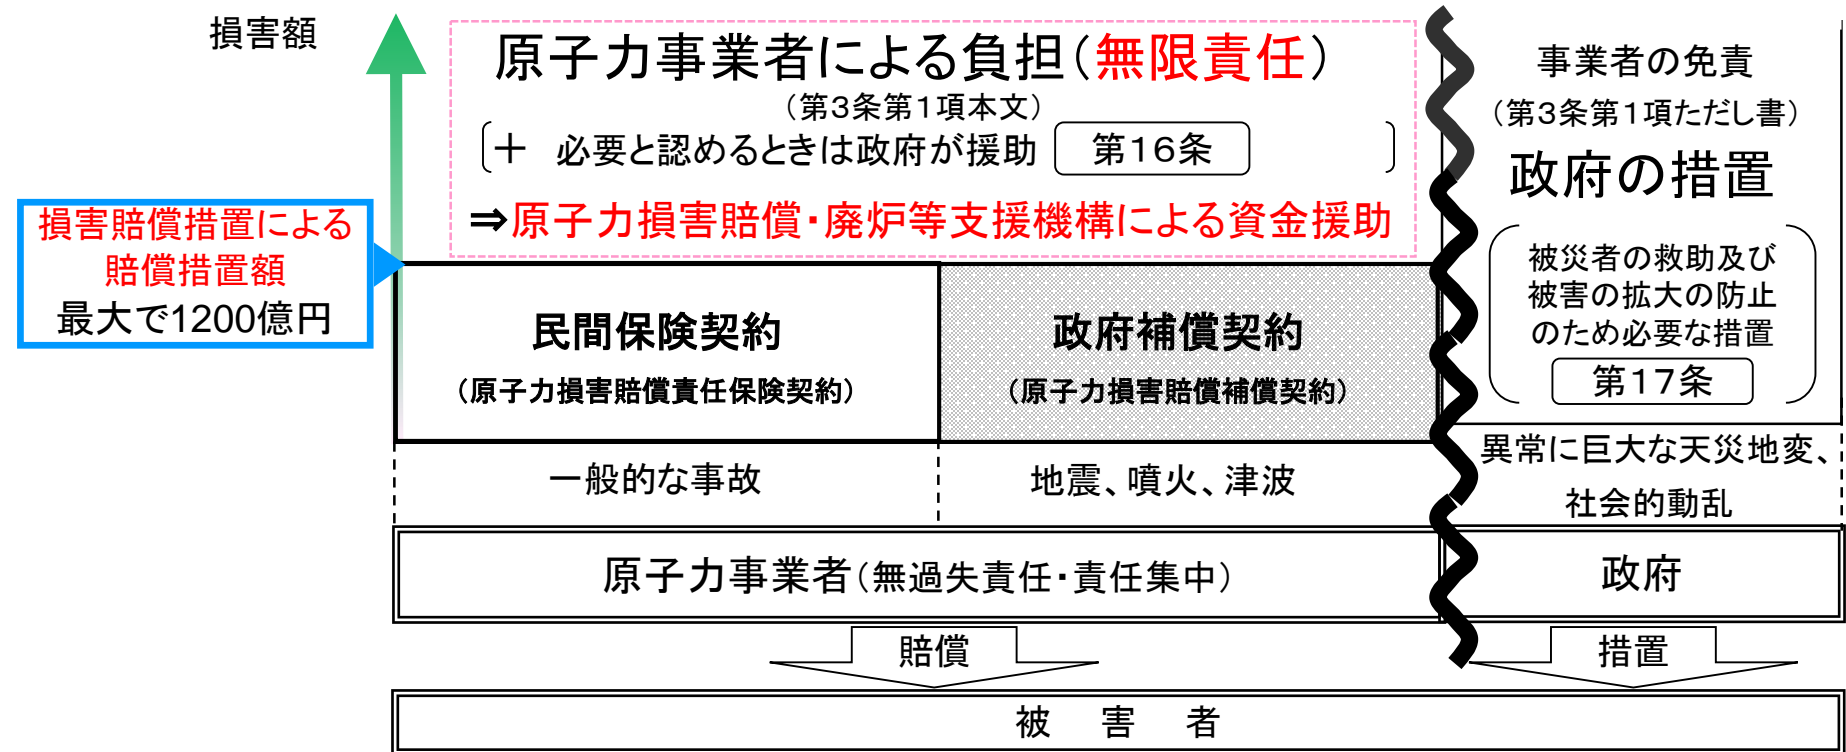 損害額
原子力事業者による負担（無限責任）
（第３条第１項本文）
＋ 必要と認めるときは政府が援助 第１６条
⇒原子力損害賠償・廃炉等支援機構による資金援助
事業者の免責
（第３条第１項ただし書）
政府の措置
被災者の救助及び
被害の拡大の防止
のため必要な措置
第１７条
損害賠償措置による
賠償措置額
最大で1200億円
民間保険契約
（原子力損害賠償責任保険契約）
政府補償契約
（原子力損害賠償補償契約）
一般的な事故
地震、噴火、津波
異常に巨大な天災地変、
社会的動乱
原子力事業者（無過失責任・責任集中）
政府
賠償
措置
被 害 者